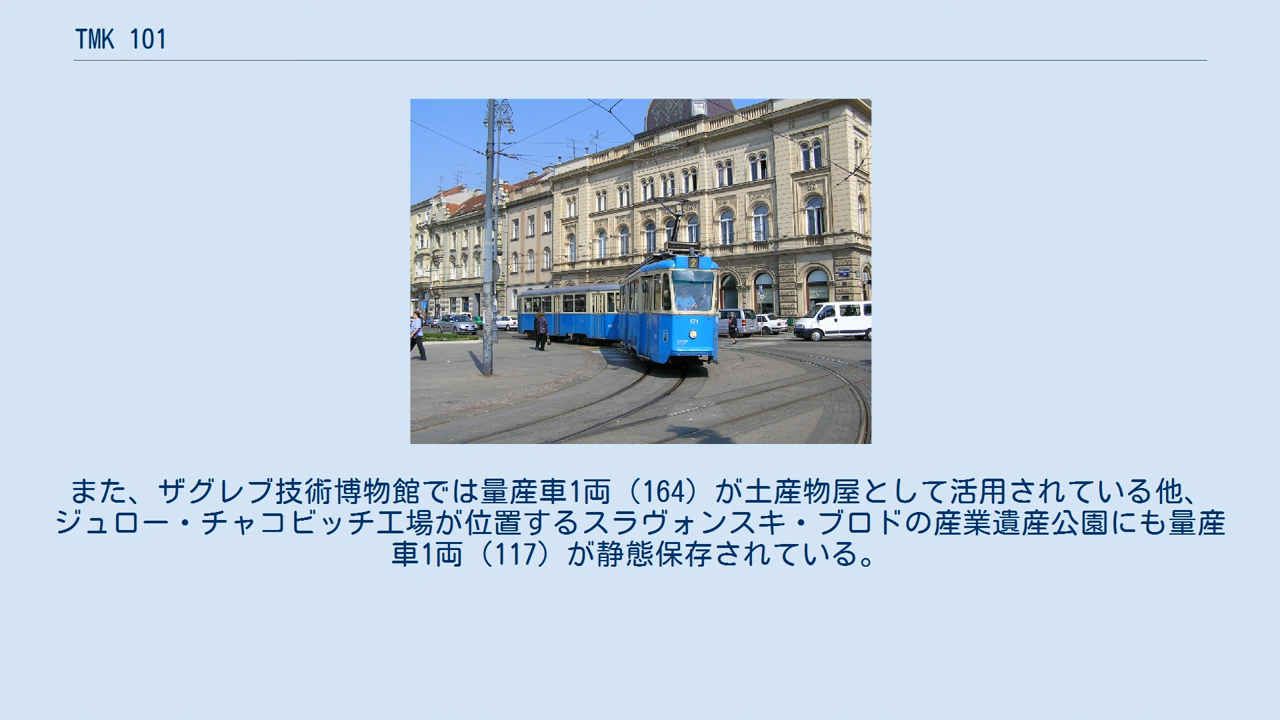 TMK 101
2
171
また、ザグレブ技術博物館では量産車1両（164）が土産物屋として活用されている他、
ジュロー・チャコビッチ工場が位置するスラヴォンスキ・ブロドの産業遺産公園にも量産
車1両（117）が静態保存されている。